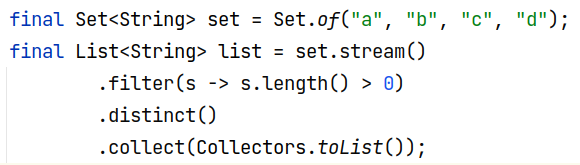 final Set<String> set = Set.of("a", "b", "c", "d");
final List<String> list = set.stream()
        .filter(s -> s.length() > 0)
        .distinct()
        .collect(Collectors.toList());